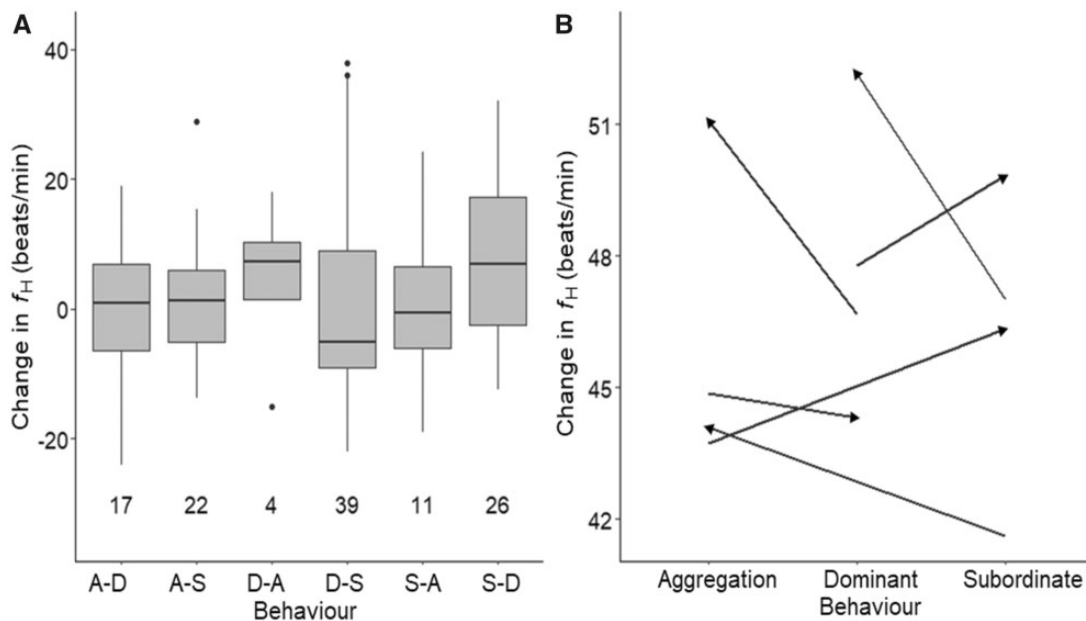 A
Change in fH (beats/min)
40
20
0
-20
17 22 4 39 11 26
A-D A-S D-A D-S S-A S-D
Behaviour
B
Change in fH (beats/min)
51
48
45
42
Aggregation Dominant Subordinate
Behaviour